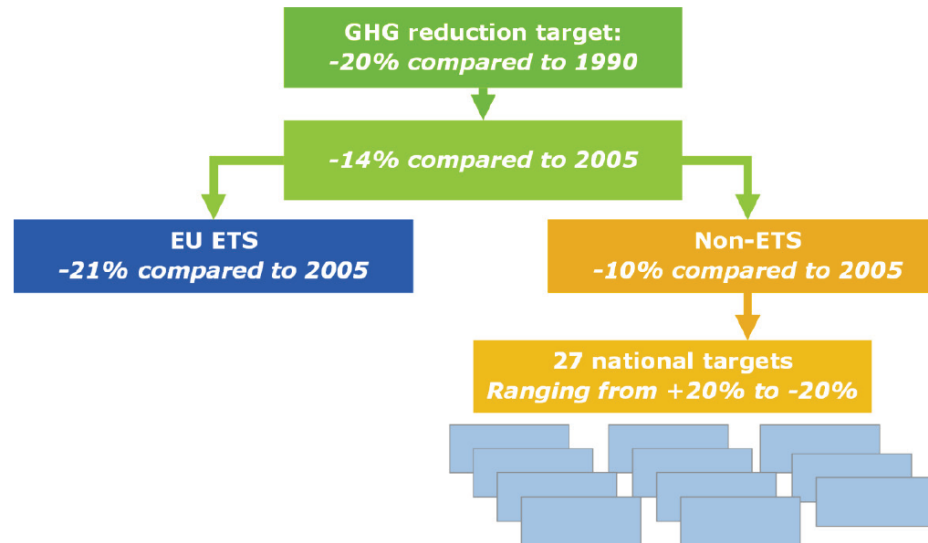 GHG reduction target:
-20% compared to 1990
-14% compared to 2005
EU ETS
-21% compared to 2005
Non-ETS
-10% compared to 2005
27 national targets
Ranging from +20% to -20%